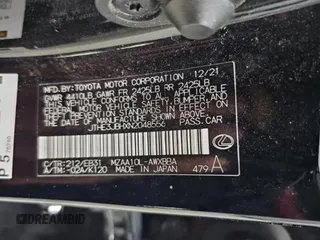 MFD. BY: TOYOTA MOTOR CORPORATION 12/21
GVWR 4410LB GAWR FR 2425LB RR 2425LB
THIS VEHICLE CONFORMS TO ALL APPLICABLE
FEDERAL MOTOR VEHICLE SAFETY, BUMPER, AND
THEFT PREVENTION STANDARDS IN EFFECT ON
THE DATE OF MANUFACTURE SHOWN ABOVE.
C/TR:212/EB31 MZAA10L-AWXBBA
A/TM:-02A/K120 MADE IN JAPAN 479 A
P 5
DREAMBID